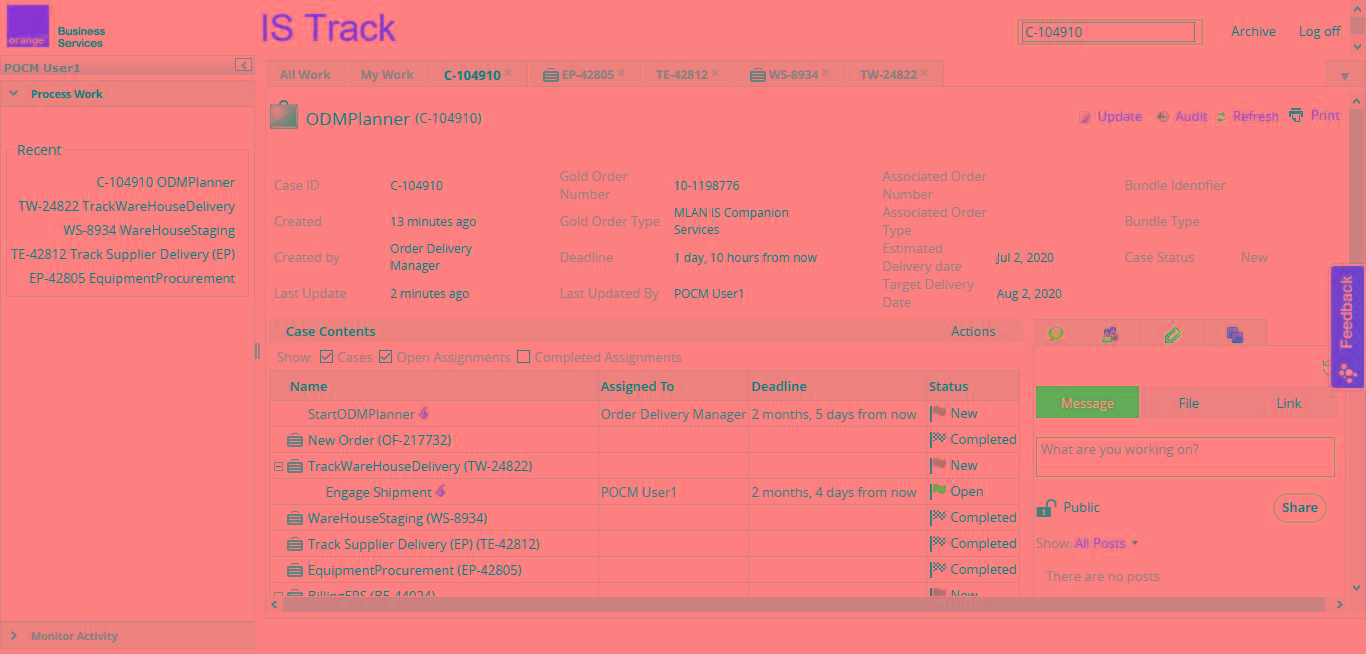 orange™
Business
Services
IS Track
C-104910
Archive
Log off
POCM User1
All Work
My Work
C-104910
EP-42805
TE-42812
WS-8934
TW-24822
Process Work
Recent
C-104910 ODMPlanner
TW-24822 TrackWareHouseDelivery
WS-8934 WareHouseStaging
TE-42812 Track Supplier Delivery (EP)
EP-42805 EquipmentProcurement
Monitor Activity
ODMPlanner (C-104910)
Update
Audit
Refresh
Print
Case ID C-104910 Gold Order Number 10-1198776 Associated Order Number Bundle Identifier
Created 13 minutes ago Gold Order Type MLAN IS Companion Services Associated Order Type Bundle Type
Created by Order Delivery Manager Deadline 1 day, 10 hours from now Estimated Delivery date Jul 2, 2020 Case Status New
Last Update 2 minutes ago Last Updated By POCM User1 Target Delivery Date Aug 2, 2020
Case Contents Actions
Show: Cases Open Assignments Completed Assignments
Name Assigned To Deadline Status
StartODMPlanner Order Delivery Manager 2 months, 5 days from now New
New Order (OF-217732) Completed
TrackWareHouseDelivery (TW-24822) New
Engage Shipment POCM User1 2 months, 4 days from now Open
WareHouseStaging (WS-8934) Completed
Track Supplier Delivery (EP) (TE-42812) Completed
EquipmentProcurement (EP-42805) Completed
New
Message File Link
What are you working on?
Public
Share
Show: All Posts
There are no posts
Feedback